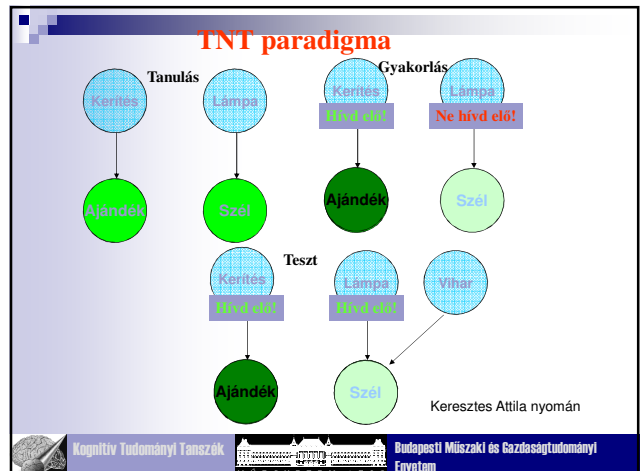 TNT paradigma
Tanulás
Kerítés
Lámpa
Ajándék
Szél
Gyakorlás
Kerítés
Lámpa
Hívd elő!
Ne hívd elő!
Ajándék
Szél
Teszt
Kerítés
Lámpa
Vihar
Hívd elő!
Hívd elő!
Ajándék
Szél
Keresztes Attila nyomán
Kognitív Tudományi Tanszék
Budapesti Műszaki és Gazdaságtudományi
Egyetem